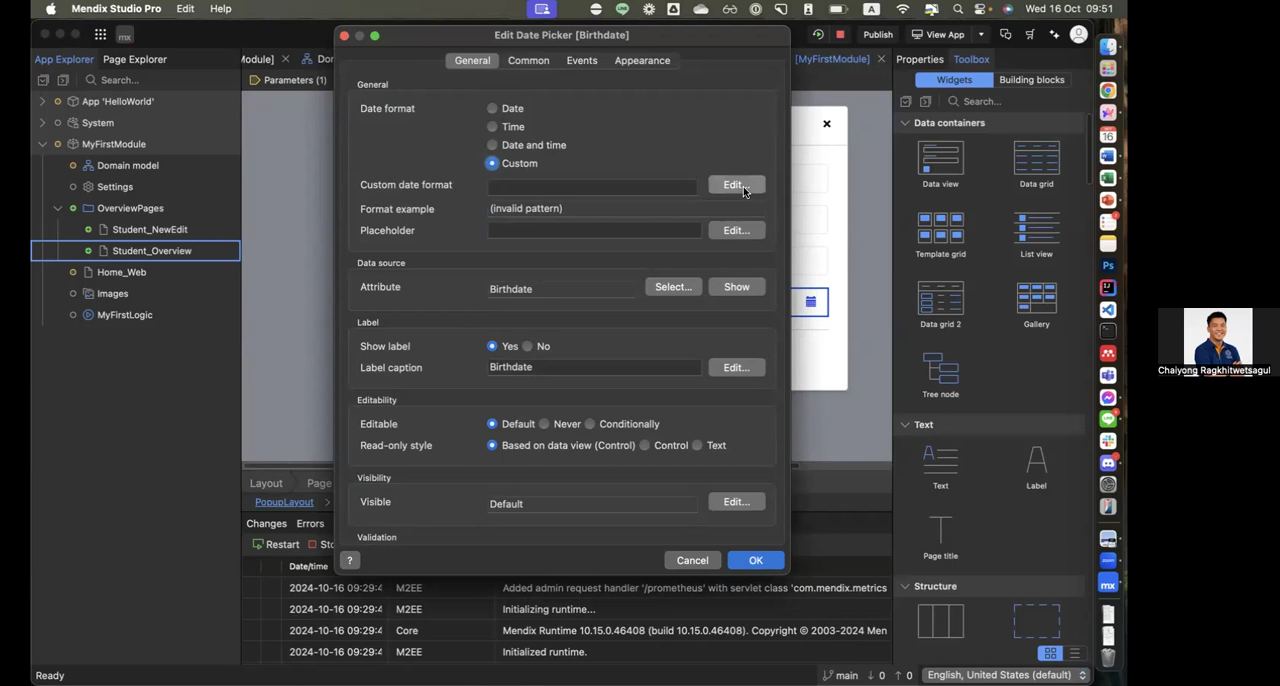 Mendix Studio Pro Edit Help
A
Wed 16 Oct 09:51
mx
Edit Date Picker [Birthdate]
Publish
View App
App Explorer Page Explorer
Module]
Dom
[MyFirstModule]
Properties Toolbox
General Common Events Appearance
Search...
Parameters (1)
Widgets Building blocks
General
App 'HelloWorld'
Date format
Date
Search...
System
Time
Data containers
MyFirstModule
Date and time
Domain model
Custom
Settings
Custom date format
Edit...
Data view Data grid
OverviewPages
Format example
(invalid pattern)
Student_NewEdit
Placeholder
Edit...
Student_Overview
Template grid List view
Home_Web
Data source
Images
Attribute
Birthdate
Select... Show
MyFirstLogic
Label
Data grid 2 Gallery
Show label
Yes No
Label caption
Birthdate
Edit...
Tree node
Editability
Editable
Default Never Conditionally
Text
Read-only style
Based on data view (Control) Control Text
Visibility
Layout Page
Text Label
PopupLayout
Visible
Default
Edit...
Changes Errors
Validation
Restart Sto
? Cancel OK
Page title
Date/time
2024-10-16 09:29:4 M2EE Added admin request handler '/prometheus' with servlet class 'com.mendix.metrics
Structure
2024-10-16 09:29:4 M2EE Initializing runtime...
2024-10-16 09:29:4 Core Mendix Runtime 10.15.0.46408 (build 10.15.0.46408). Copyright © 2003-2024 Men
2024-10-16 09:29:4 M2EE Initialized runtime.
Ready
main 0 0 English, United States (default)
Chaiyong Ragkhitwetsagul